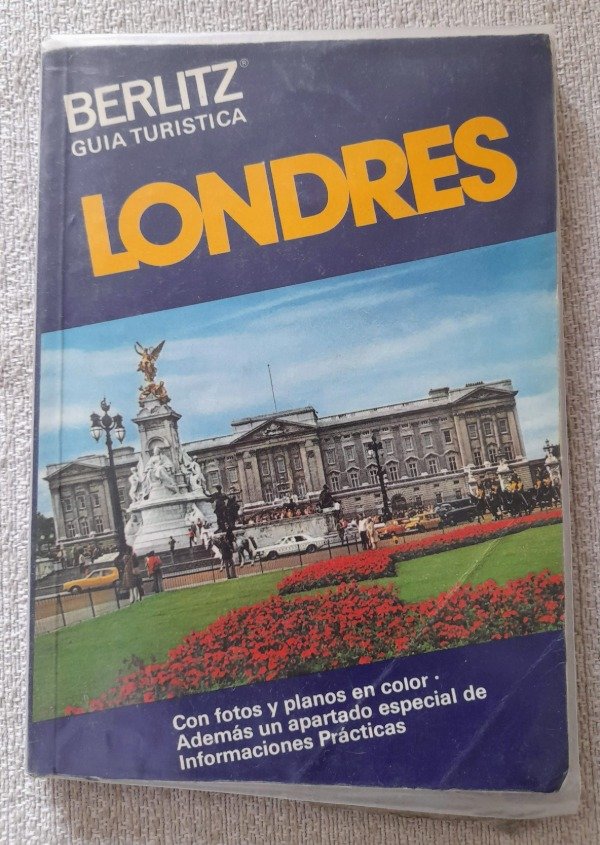 BERLITZ®
GUIA TURISTICA
LONDRES
Con fotos y planos en color ·
Además un apartado especial de
Informaciones Prácticas